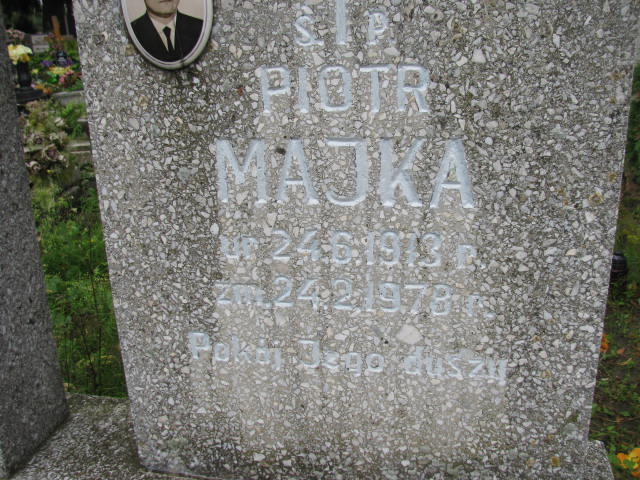 Ś † P
PIOTR
MAJKA
ur 24.6.1913 r.
zm. 24.2.1978 r.
Pokój Jego duszy